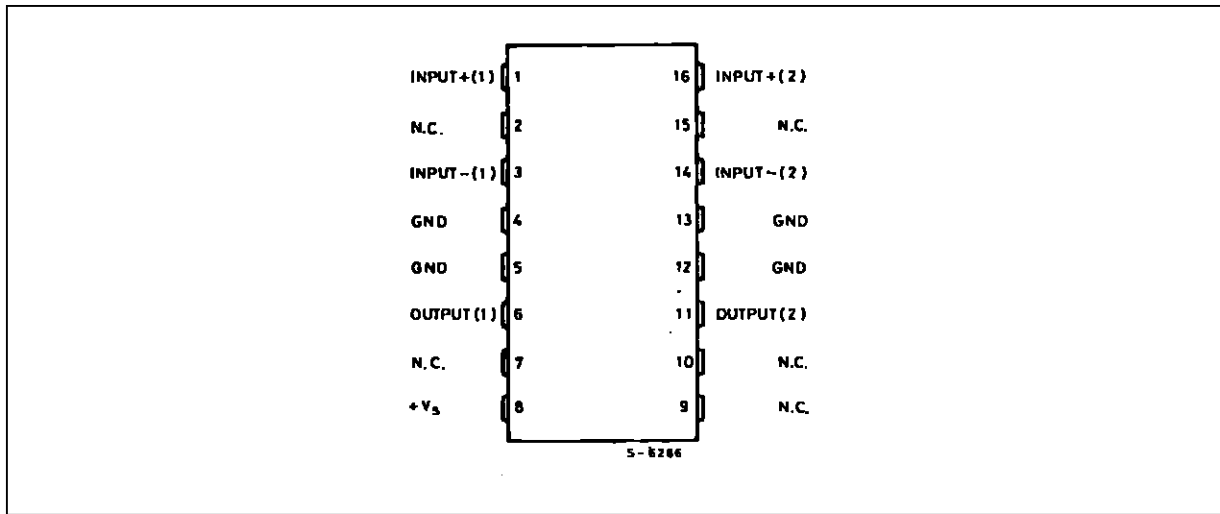 INPUT+(1) 1 16 INPUT+(2)
N.C. 2 15 N.C.
INPUT-(1) 3 14 INPUT-(2)
GND 4 13 GND
GND 5 12 GND
OUTPUT(1) 6 11 OUTPUT(2)
N.C. 7 10 N.C.
+Vs 8 9 N.C.
S-6266